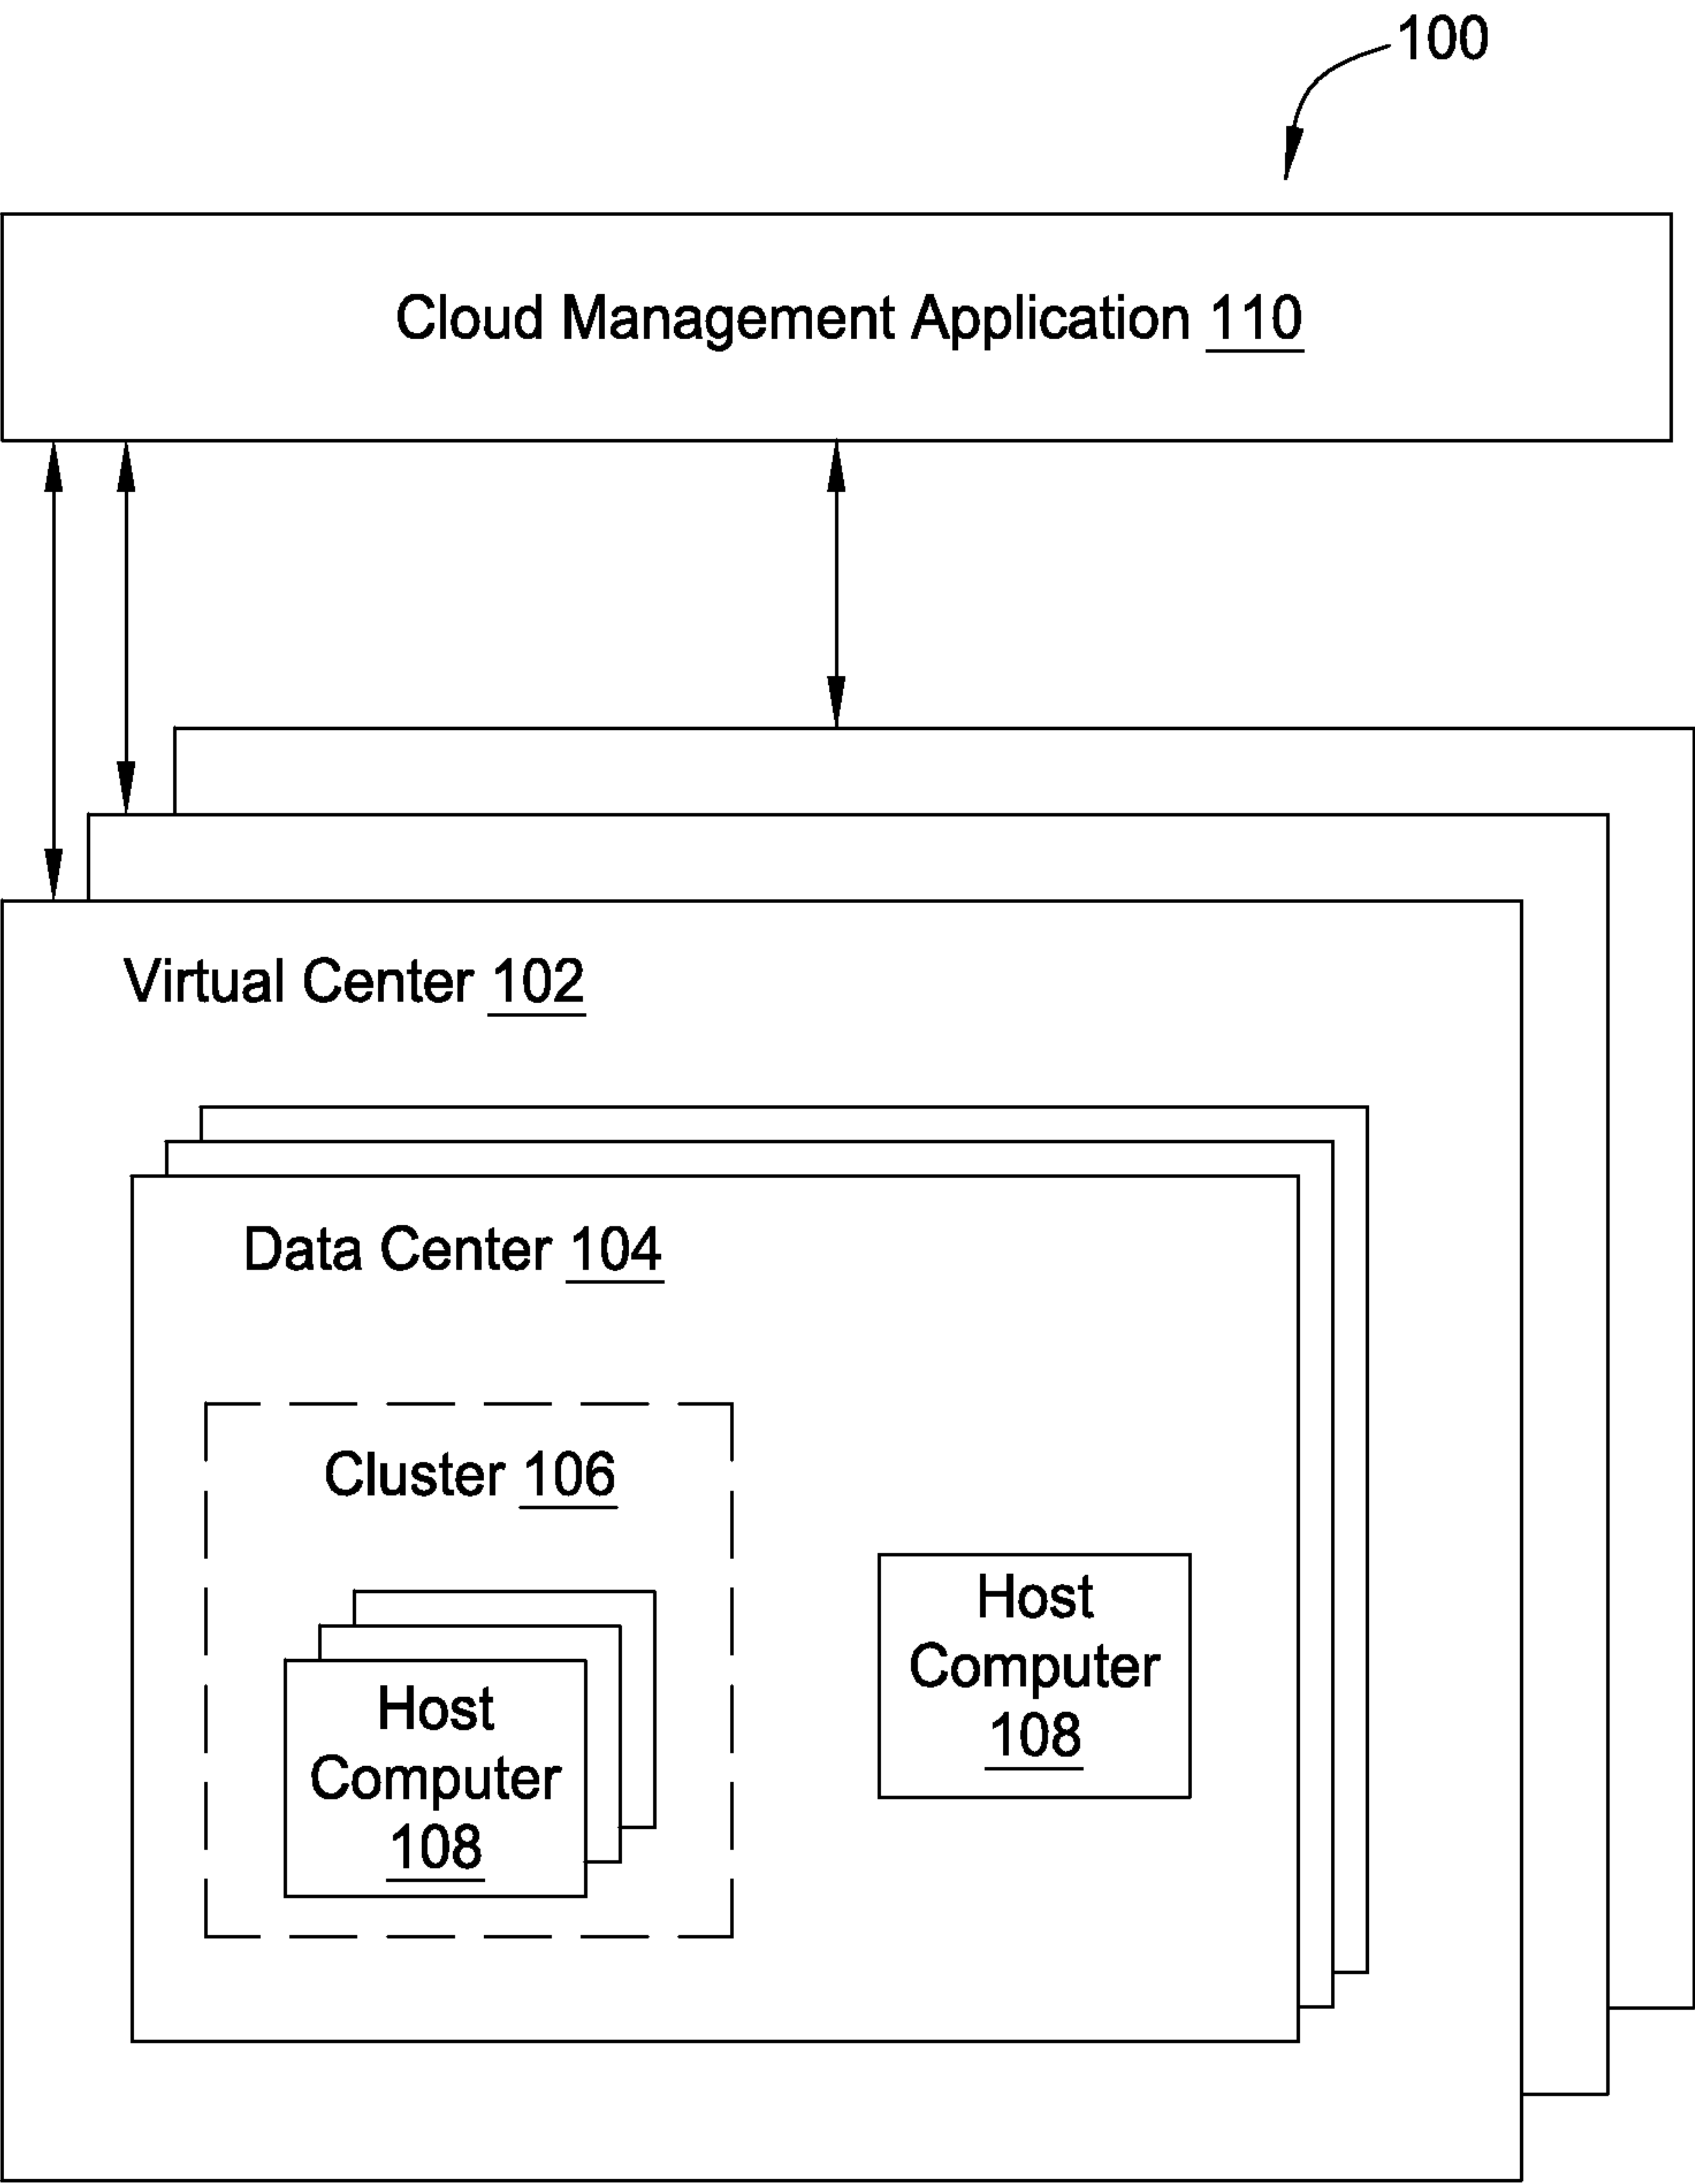 100
Cloud Management Application 110
Virtual Center 102
Data Center 104
Cluster 106
Host
Computer
108
Host
Computer
108